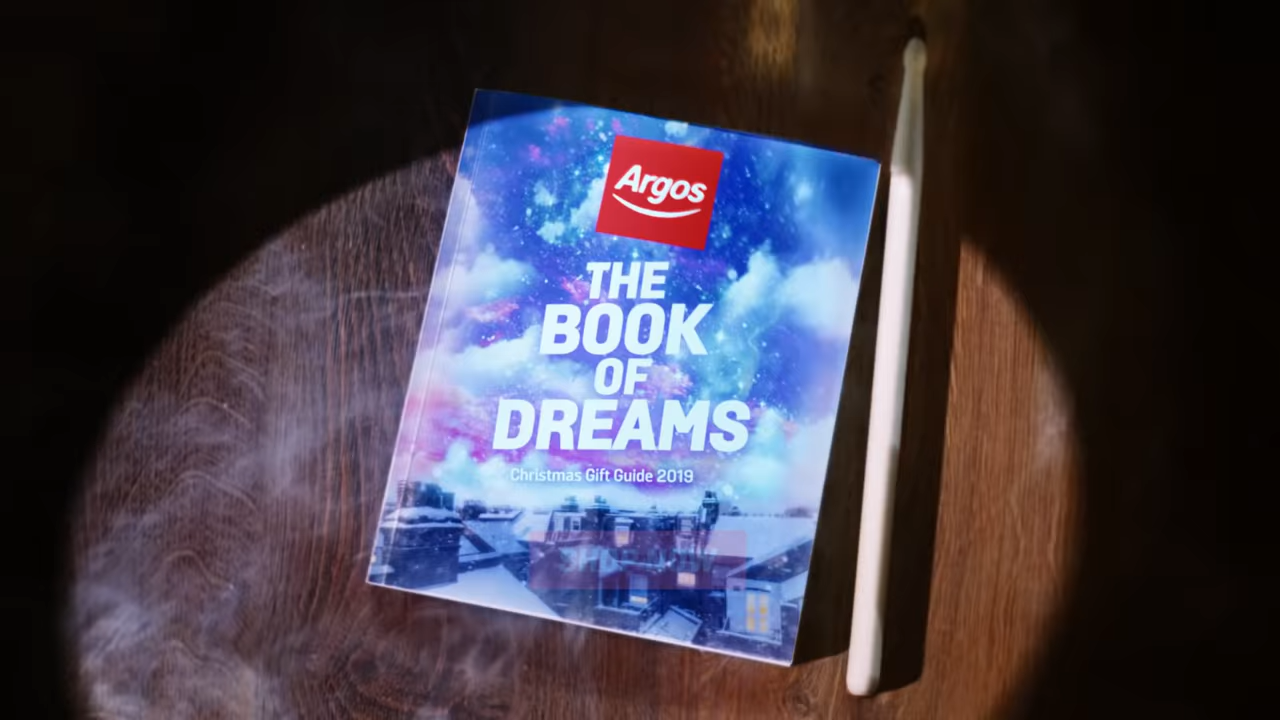 Argos
THE
BOOK
OF
DREAMS
Christmas Gift Guide 2019